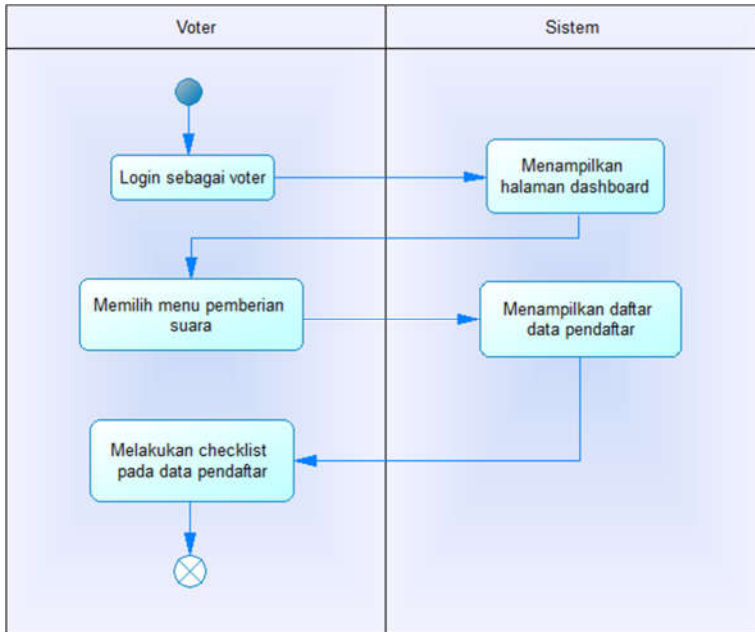 Voter
Sistem
Login sebagai voter
Menampilkan
halaman dashboard
Memilih menu pemberian
suara
Menampilkan daftar
data pendaftar
Melakukan checklist
pada data pendaftar